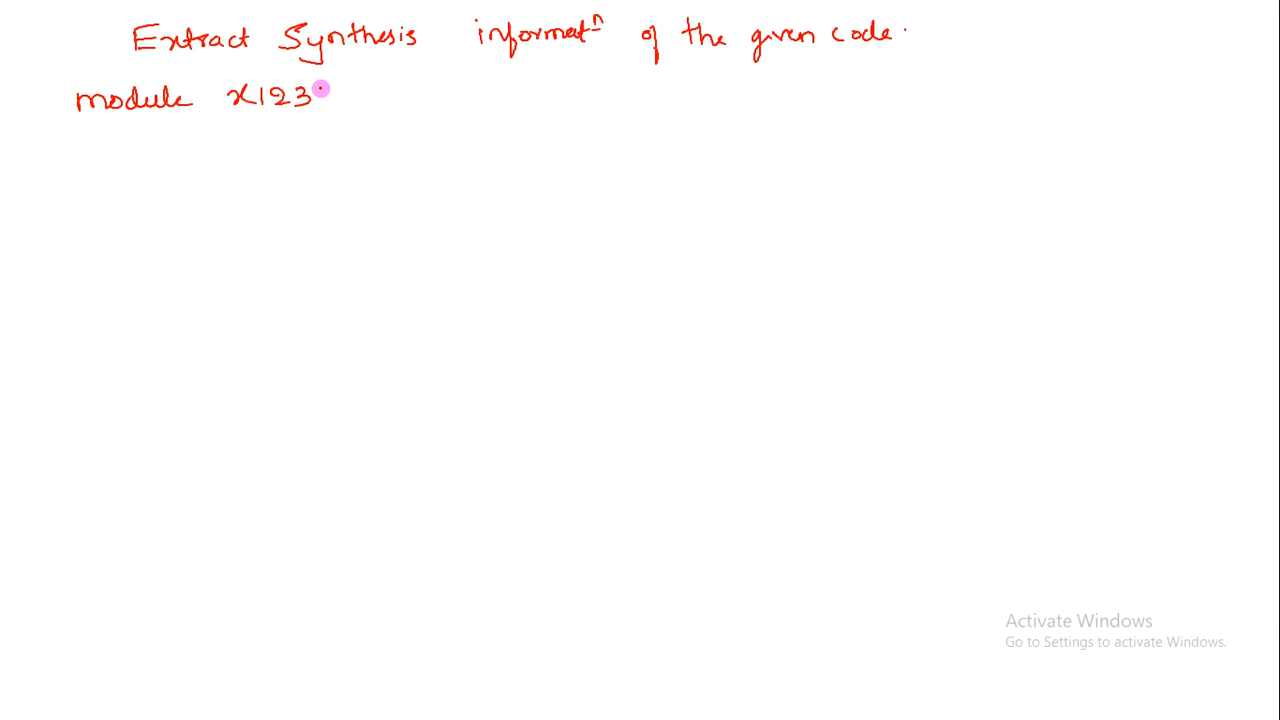 Extract Synthesis informatⁿ of the given code.
module x123
Activate Windows
Go to Settings to activate Windows.